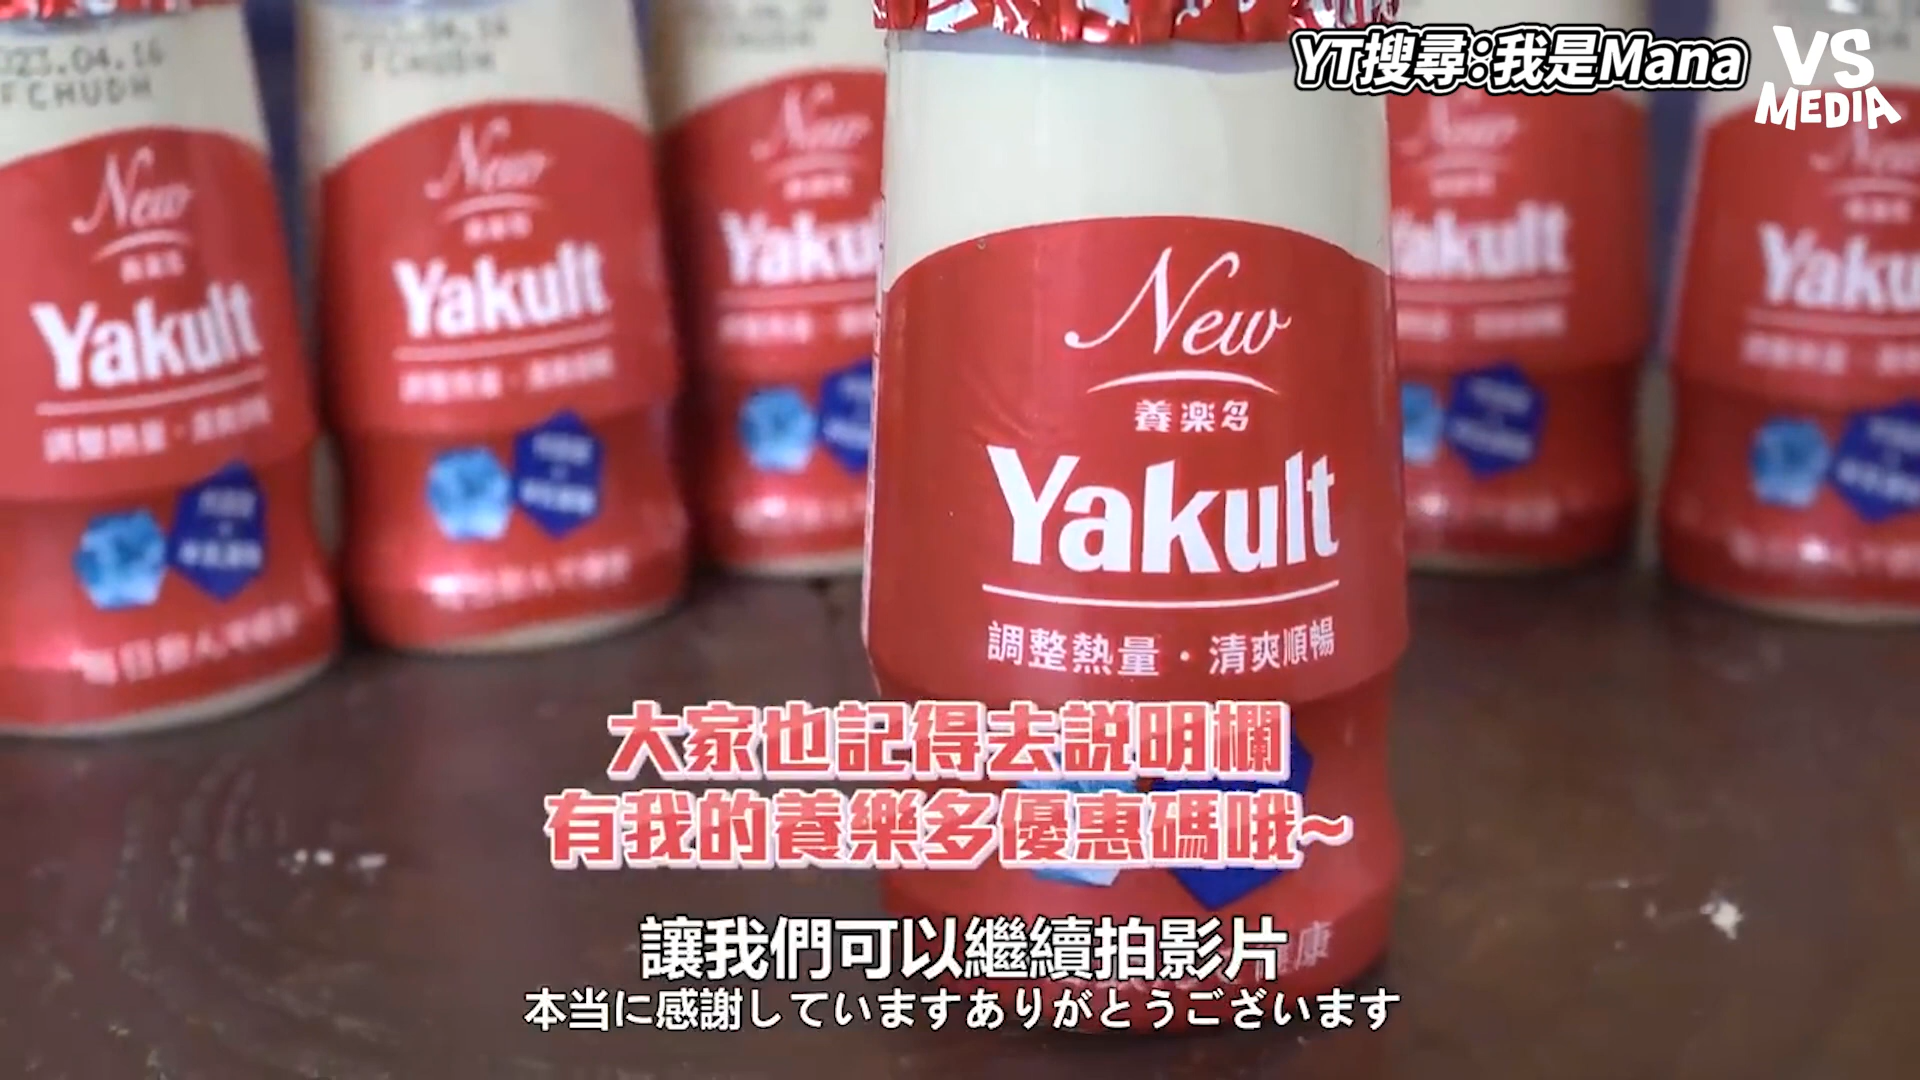 YT搜尋:我是Mana
VS
MEDIA
2023.04.16
FCHUDH
New
Yakult
New
Yakult
New
New
養楽多
Yakult
調整熱量・清爽順暢
大家也記得去說明欄
有我的養樂多優惠碼哦~
讓我們可以繼續拍影片
本当に感謝していますありがとうございます